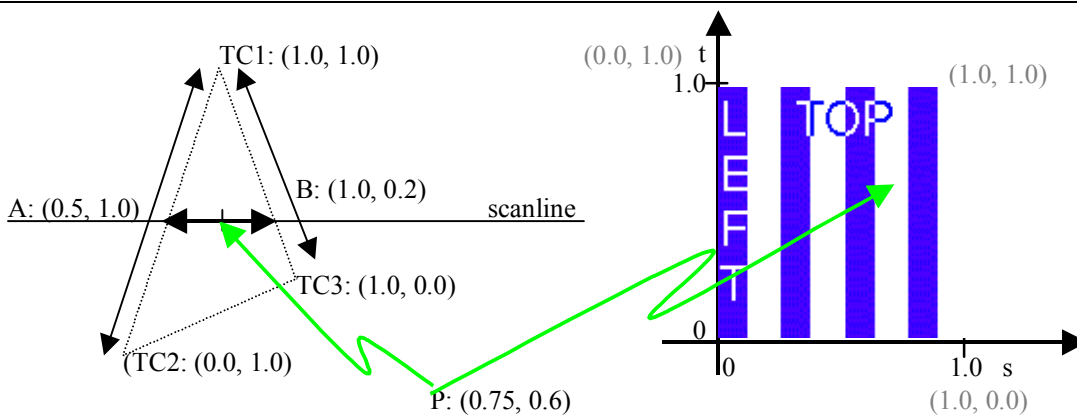 TC1: (1.0, 1.0)
A: (0.5, 1.0)
B: (1.0, 0.2)
scanline
TC3: (1.0, 0.0)
(TC2: (0.0, 1.0)
P: (0.75, 0.6)
(0.0, 1.0)
t
1.0
(1.0, 1.0)
LEFT
TOP
0
0
1.0
s
(1.0, 0.0)